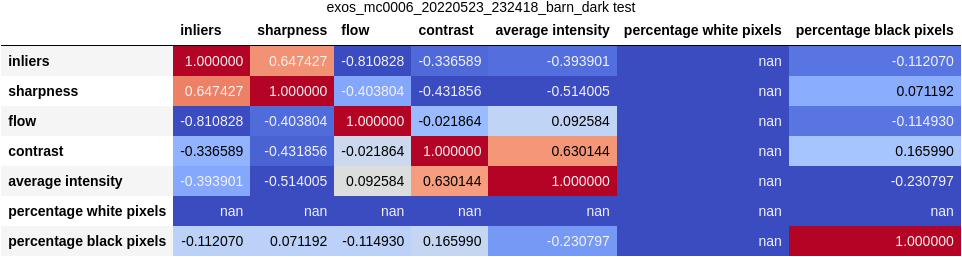 exos_mc0006_20220523_232418_barn_dark test
inliers sharpness flow contrast average intensity percentage white pixels percentage black pixels
inliers 1.000000 0.647427 -0.810828 -0.336589 -0.393901 nan -0.112070
sharpness 0.647427 1.000000 -0.403804 -0.431856 -0.514005 nan 0.071192
flow -0.810828 -0.403804 1.000000 -0.021864 0.092584 nan -0.114930
contrast -0.336589 -0.431856 -0.021864 1.000000 0.630144 nan 0.165990
average intensity -0.393901 -0.514005 0.092584 0.630144 1.000000 nan -0.230797
percentage white pixels nan nan nan nan nan nan nan
percentage black pixels -0.112070 0.071192 -0.114930 0.165990 -0.230797 nan 1.000000